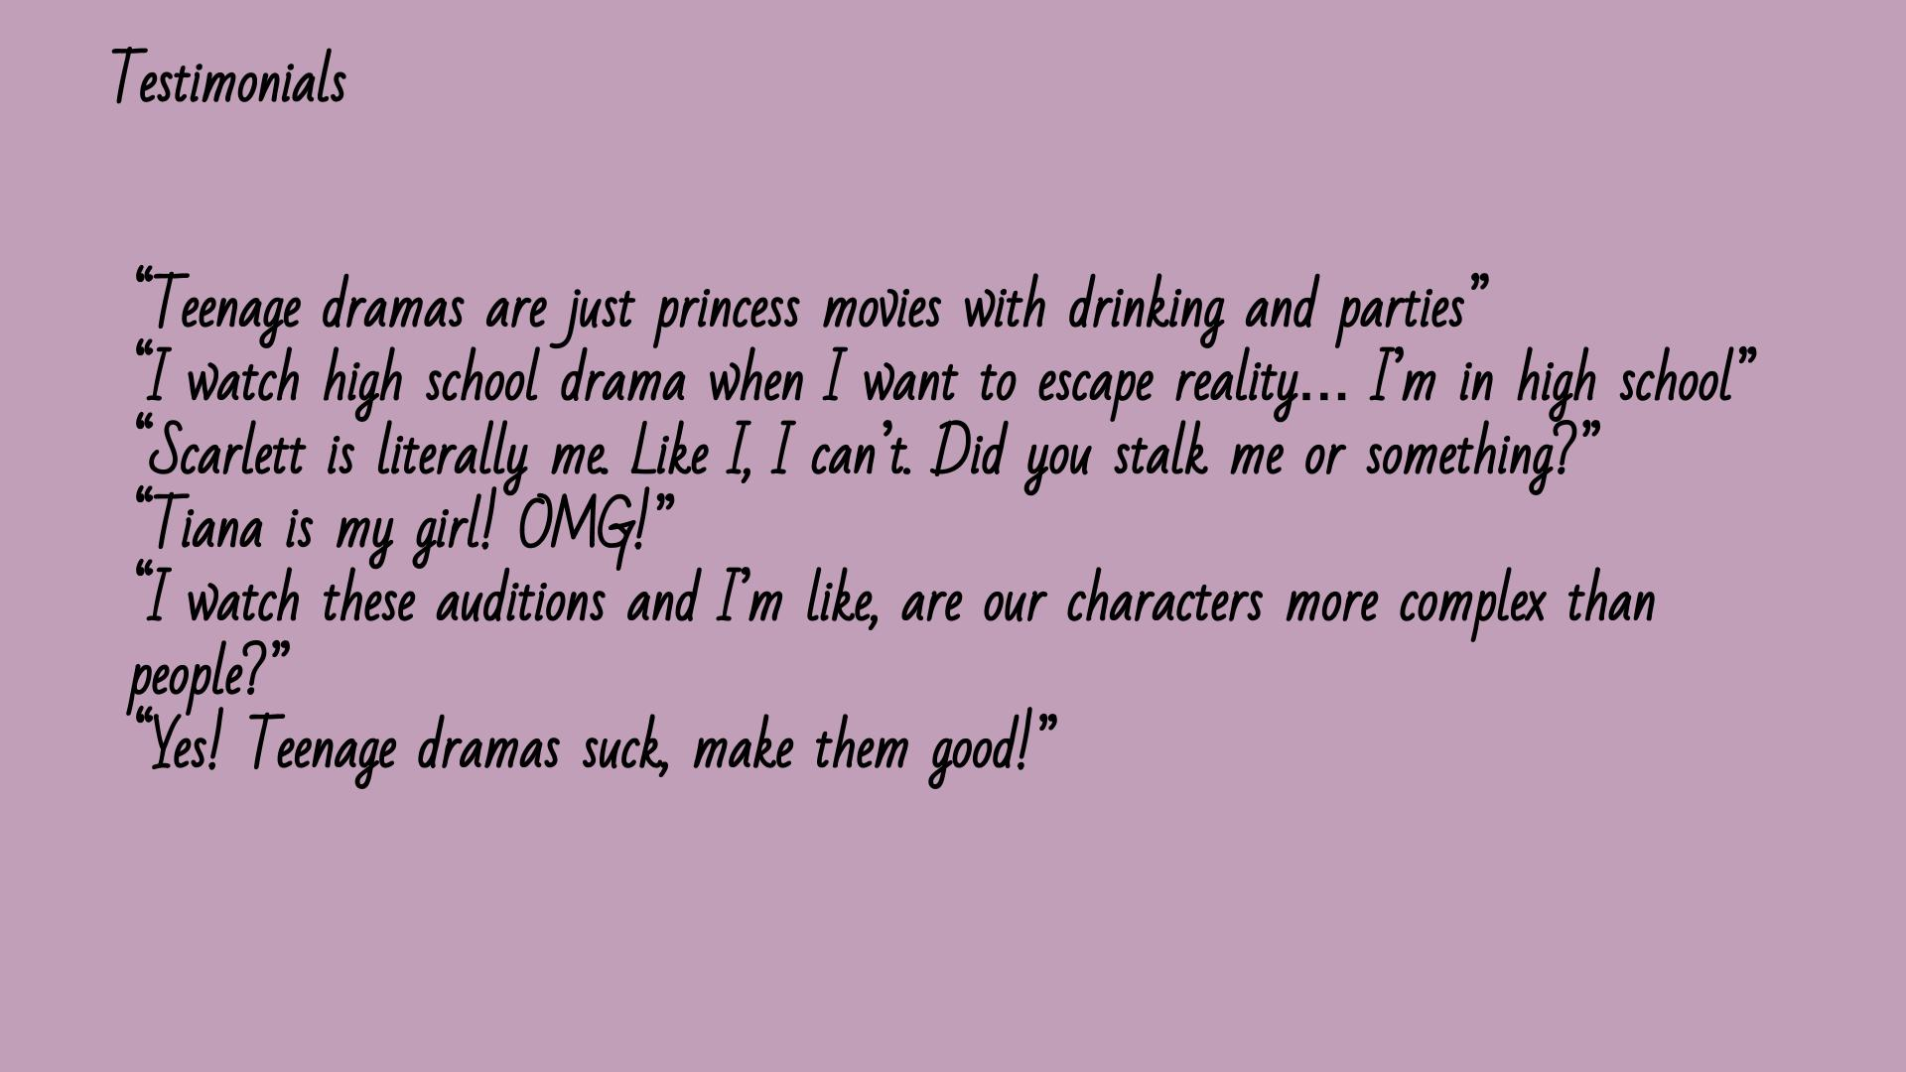 Testimonials
“Teenage dramas are just princess movies with drinking and parties”
“I watch high school drama when I want to escape reality... I’m in high school”
“Scarlett is literally me. Like I, I can’t. Did you stalk me or something?”
“Tiana is my girl! OMG!”
“I watch these auditions and I’m like, are our characters more complex than
people?”
“Yes! Teenage dramas suck, make them good!”